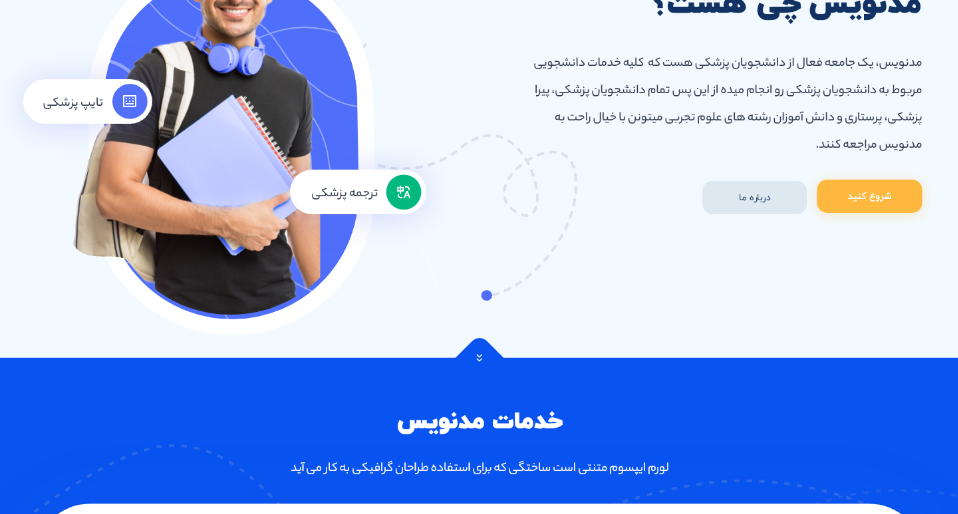 مدنویس چی هست؟
مدنویس، یک جامعه فعال از دانشجویان پزشکی هست که کلیه خدمات دانشجویی
مربوط به دانشجویان پزشکی رو انجام میده از این پس تمام دانشجویان پزشکی، پیرا
پزشکی، پرستاری و دانش آموزان رشته های علوم تجربی میتونن با خیال راحت به
مدنویس مراجعه کنند.
شروع کنید
درباره ما
تایپ پزشکی
ترجمه پزشکی
خدمات مدنویس
لورم ایپسوم متنتی است ساختگی که برای استفاده طراحان گرافیکی به کار می آید